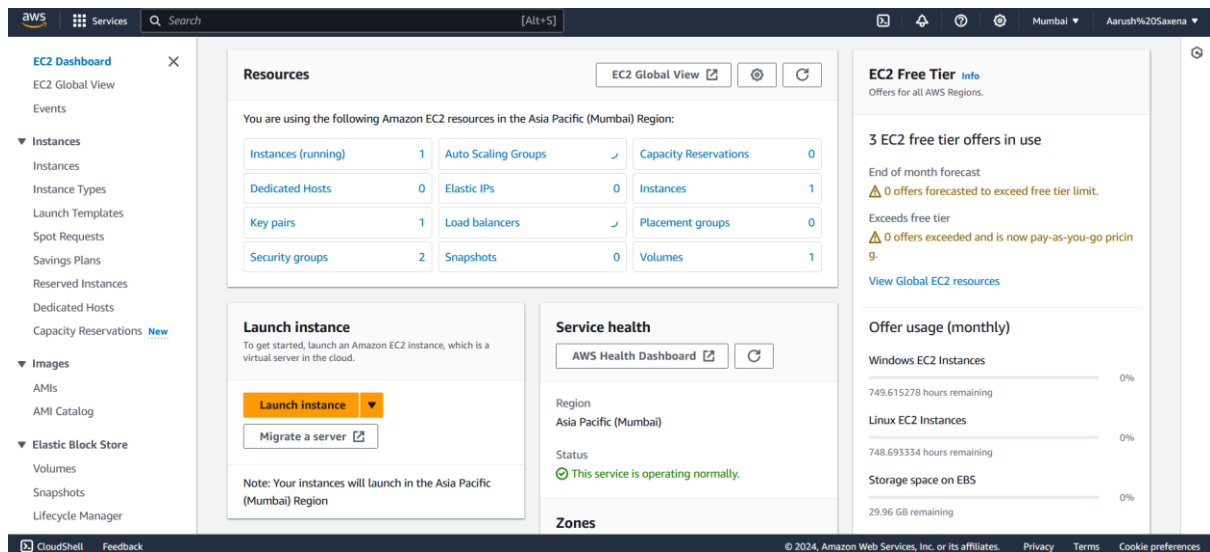 aws
Services
Search
[Alt+S]
Mumbai
Aarush%20Saxena
EC2 Dashboard
EC2 Global View
Events
Instances
Instances
Instance Types
Launch Templates
Spot Requests
Savings Plans
Reserved Instances
Dedicated Hosts
Capacity Reservations New
Images
AMIs
AMI Catalog
Elastic Block Store
Volumes
Snapshots
Lifecycle Manager
Resources
EC2 Global View
You are using the following Amazon EC2 resources in the Asia Pacific (Mumbai) Region:
Instances (running) 1
Auto Scaling Groups
Capacity Reservations 0
Dedicated Hosts 0
Elastic IPs 0
Instances 1
Key pairs 1
Load balancers
Placement groups 0
Security groups 2
Snapshots 0
Volumes 1
Launch instance
To get started, launch an Amazon EC2 instance, which is a
virtual server in the cloud.
Launch instance
Migrate a server
Note: Your instances will launch in the Asia Pacific
(Mumbai) Region
Service health
AWS Health Dashboard
Region
Asia Pacific (Mumbai)
Status
This service is operating normally.
Zones
EC2 Free Tier Info
Offers for all AWS Regions.
3 EC2 free tier offers in use
End of month forecast
0 offers forecasted to exceed free tier limit.
Exceeds free tier
0 offers exceeded and is now pay-as-you-go pricin
g.
View Global EC2 resources
Offer usage (monthly)
Windows EC2 Instances
0%
749.615278 hours remaining
Linux EC2 Instances
0%
748.693334 hours remaining
Storage space on EBS
0%
29.96 GB remaining
CloudShell
Feedback
© 2024, Amazon Web Services, Inc. or its affiliates.
Privacy
Terms
Cookie preferences